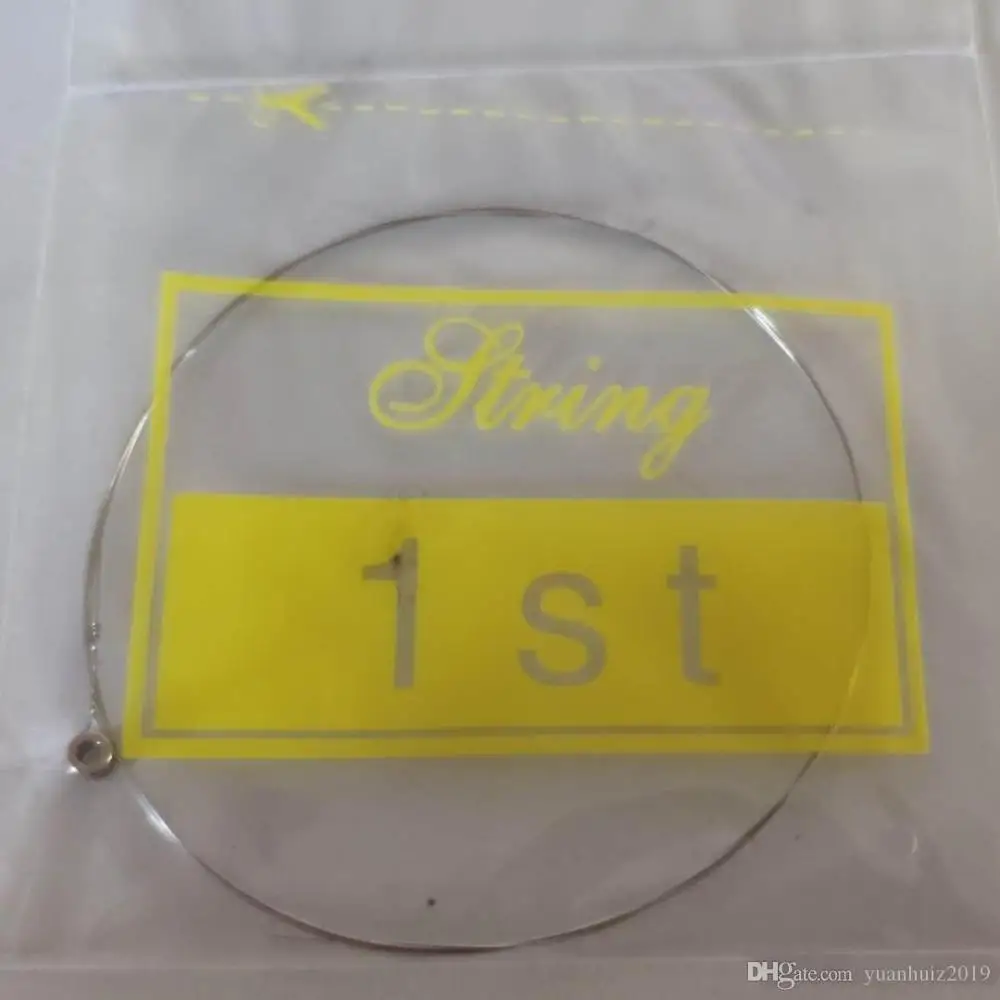 String
1st
DHgate.com yuanhuiz2019